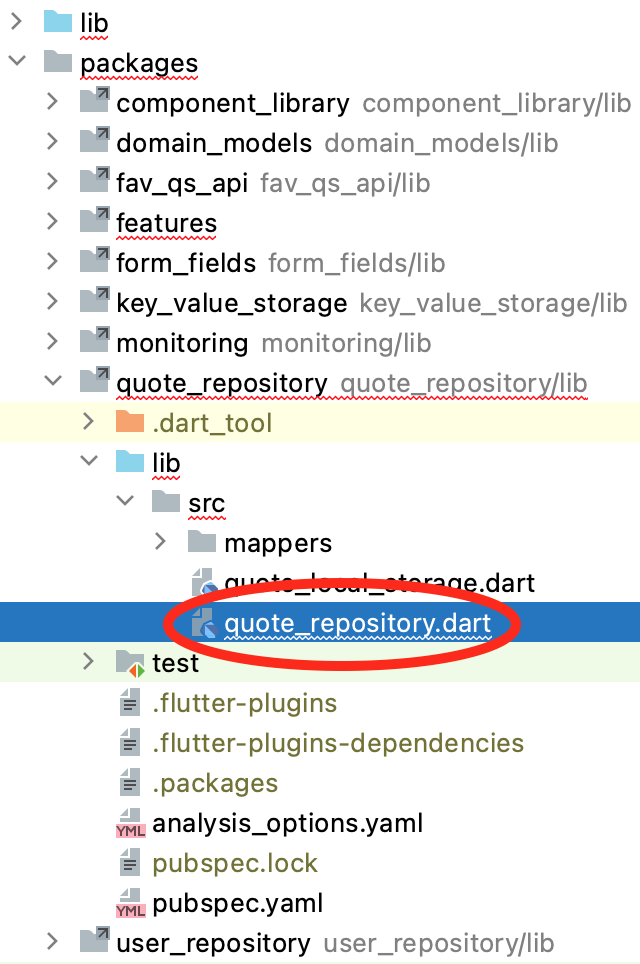 lib
packages
component_library component_library/lib
domain_models domain_models/lib
fav_qs_api fav_qs_api/lib
features
form_fields form_fields/lib
key_value_storage key_value_storage/lib
monitoring monitoring/lib
quote_repository quote_repository/lib
.dart_tool
lib
src
mappers
quote_local_storage.dart
quote_repository.dart
test
.flutter-plugins
.flutter-plugins-dependencies
.packages
YML analysis_options.yaml
pubspec.lock
YML pubspec.yaml
user_repository user_repository/lib